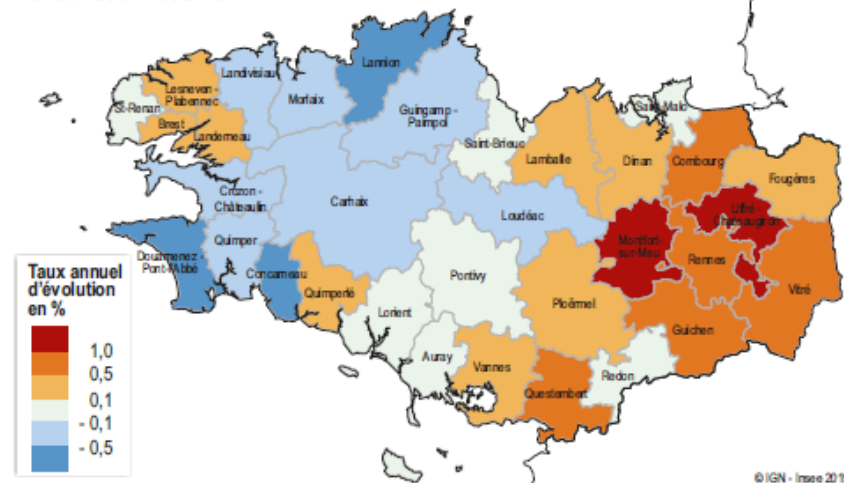 Lannion
Landivisiau
Lesneven -
Plabennec
Morlaix
St-Renan
Guingamp -
Paimpol
Saint-Malo
Brest
Landerneau
Saint-Brieuc
Lamballe
Dinan
Combourg
Fougères
Crozon -
Châteaulin
Carhaix
Loudéac
Liffré -
Châteaugiron
Quimper
Montfort-
sur-Meu
Rennes
Douarnenez -
Pont-l'Abbé
Concarneau
Pontivy
Vitré
Quimperlé
Ploërmel
Lorient
Guichen
Auray
Vannes
Redon
Questembert
Taux annuel
d'évolution
en %
1,0
0,5
0,1
- 0,1
- 0,5
© IGN - Insee 201